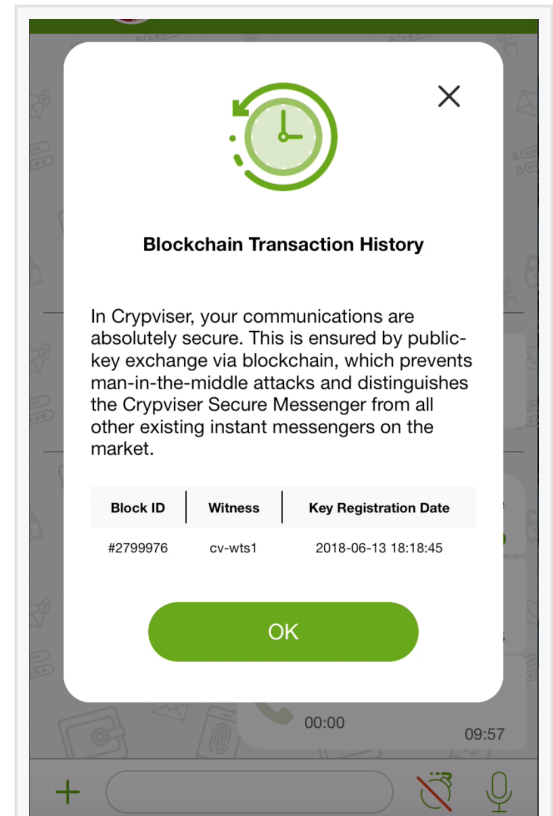 Blockchain Transaction History
In Crypviser, your communications are
absolutely secure. This is ensured by public-
key exchange via blockchain, which prevents
man-in-the-middle attacks and distinguishes
the Crypviser Secure Messenger from all
other existing instant messengers on the
market.
Block ID Witness Key Registration Date
#2799976 cv-wts1 2018-06-13 18:18:45
OK
00:00
09:57